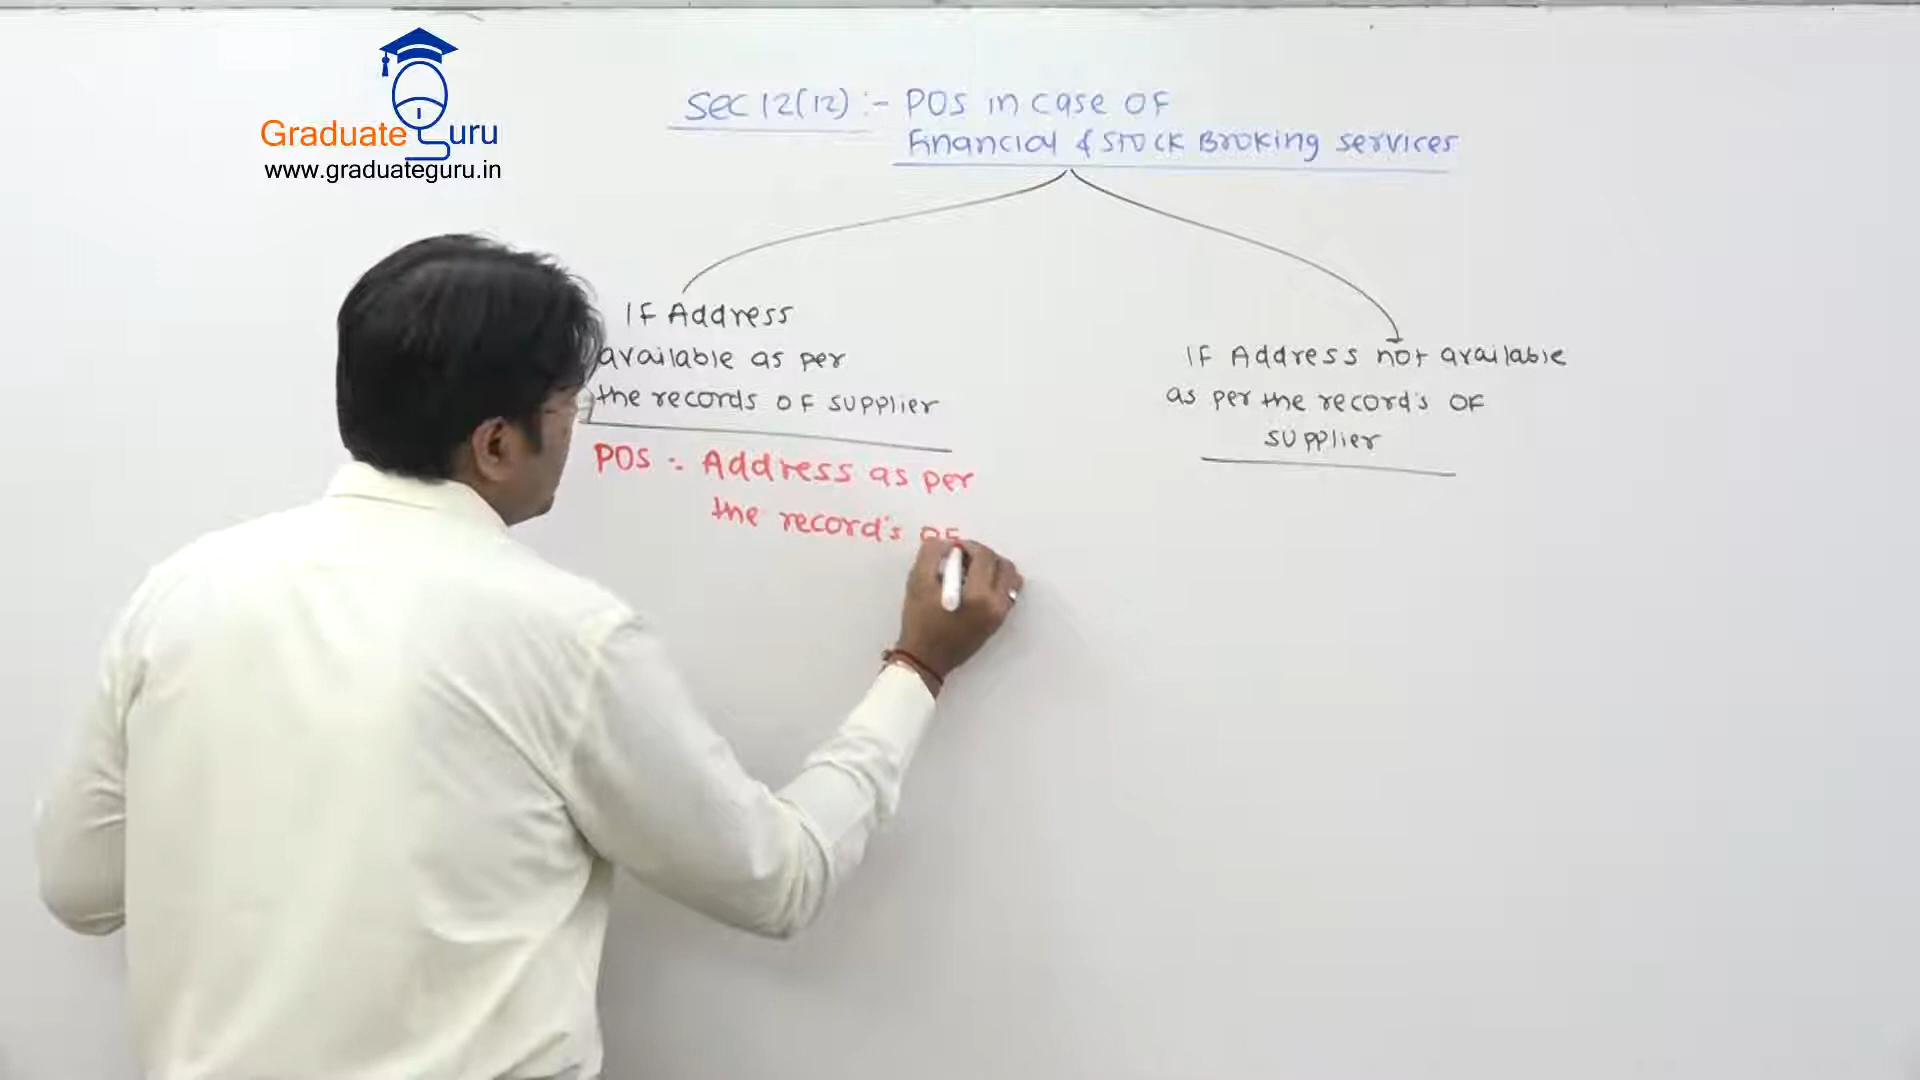 Graduate Guru
www.graduateguru.in
Sec 12(12) :- POS in case OF
Financial & STOCK Broking services
IF Address
available as per
the records OF supplier
POS :- Address as per
the record's OF
IF Address not available
as per the record's OF
supplier